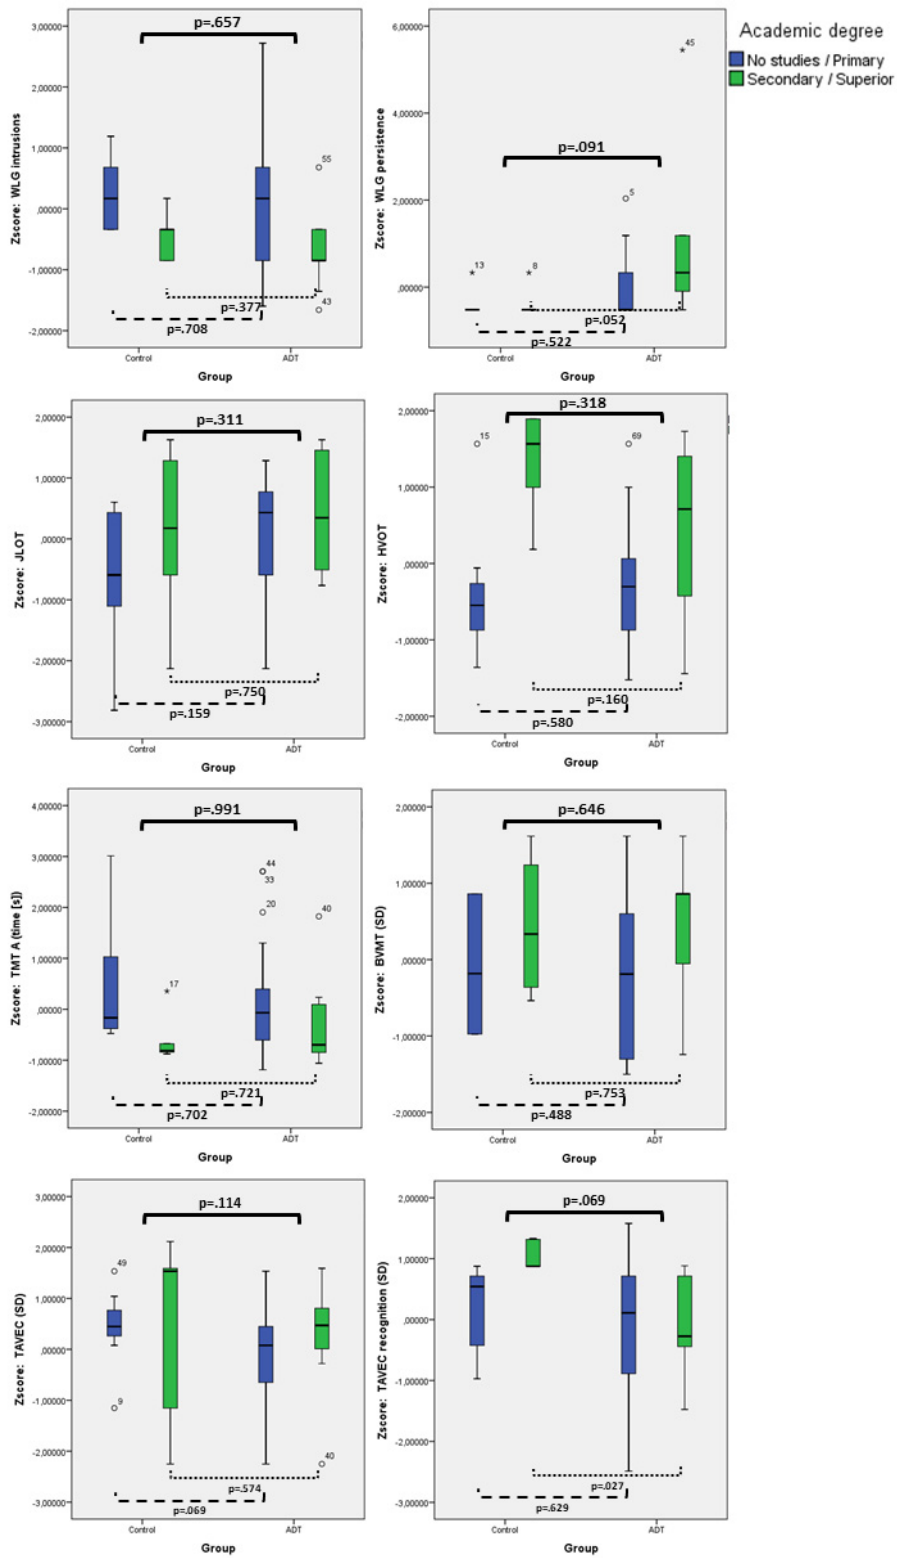 Academic degree
No studies / Primary
Secondary / Superior
p=.657
3,00000
2,00000
1,00000
,00000
-1,00000
-2,00000
Zscore: WLG intrusions
55
43
p=.377
p=.708
Control
ADT
Group
6,00000
4,00000
2,00000
,00000
Zscore: WLG persistence
45
p=.091
5
13
8
p=.052
p=.522
Control
ADT
Group
2,00000
1,00000
,00000
-1,00000
-2,00000
-3,00000
Zscore: JLOT
p=.311
p=.750
p=.159
Control
ADT
Group
2,00000
1,00000
,00000
-1,00000
-2,00000
Zscore: HVOT
p=.318
15
69
p=.160
p=.580
Control
ADT
Group
4,00000
3,00000
2,00000
1,00000
,00000
-1,00000
-2,00000
Zscore: TMT A (time [s])
p=.991
44
33
20
40
17
p=.721
p=.702
Control
ADT
Group
2,00000
1,00000
,00000
-1,00000
-2,00000
Zscore: BVMT (SD)
p=.646
p=.753
p=.488
Control
ADT
Group
3,00000
2,00000
1,00000
,00000
-1,00000
-2,00000
-3,00000
Zscore: TAVEC (SD)
p=.114
49
9
40
p=.574
p=.069
Control
ADT
Group
2,00000
1,00000
,00000
-1,00000
-2,00000
-3,00000
Zscore: TAVEC recognition (SD)
p=.069
p=.027
p=.629
Control
ADT
Group